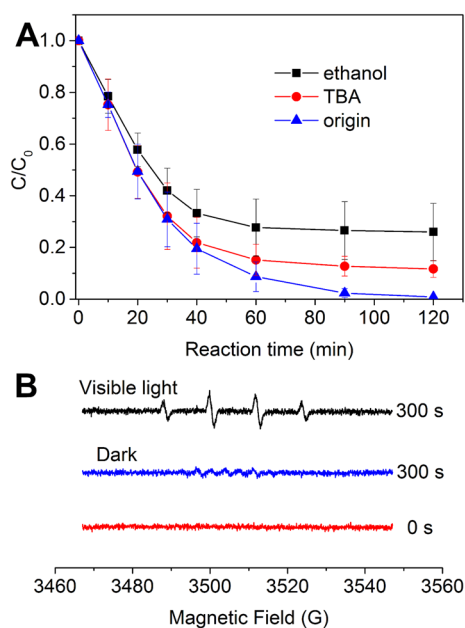 A
1.0
0.8
0.6
0.4
0.2
0.0
C/C₀
ethanol
TBA
origin
0 20 40 60 80 100 120
Reaction time (min)
B
Visible light
300 s
Dark
300 s
0 s
3460 3480 3500 3520 3540 3560
Magnetic Field (G)